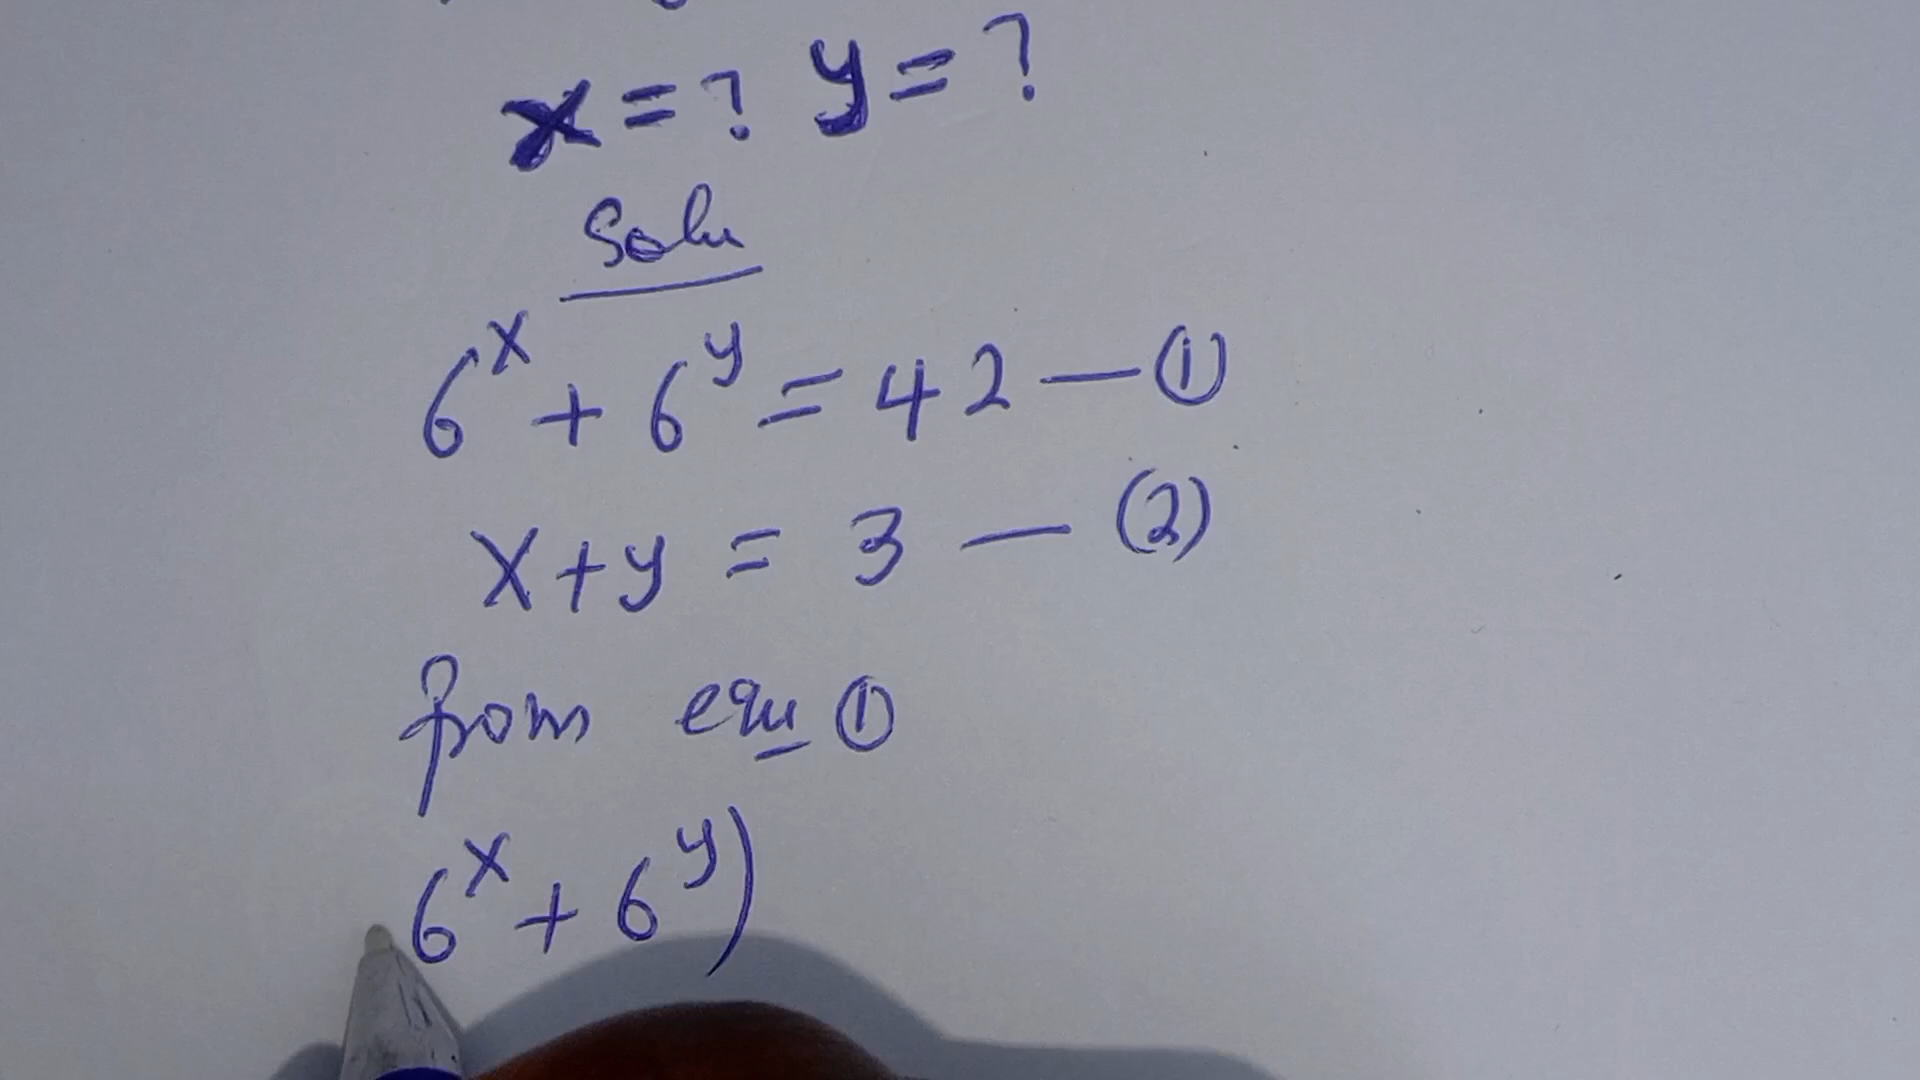 x = ? y = ?
Solu
6^x + 6^y = 42 — ①
x + y = 3 — (2)
from equ ①
6^x + 6^y)